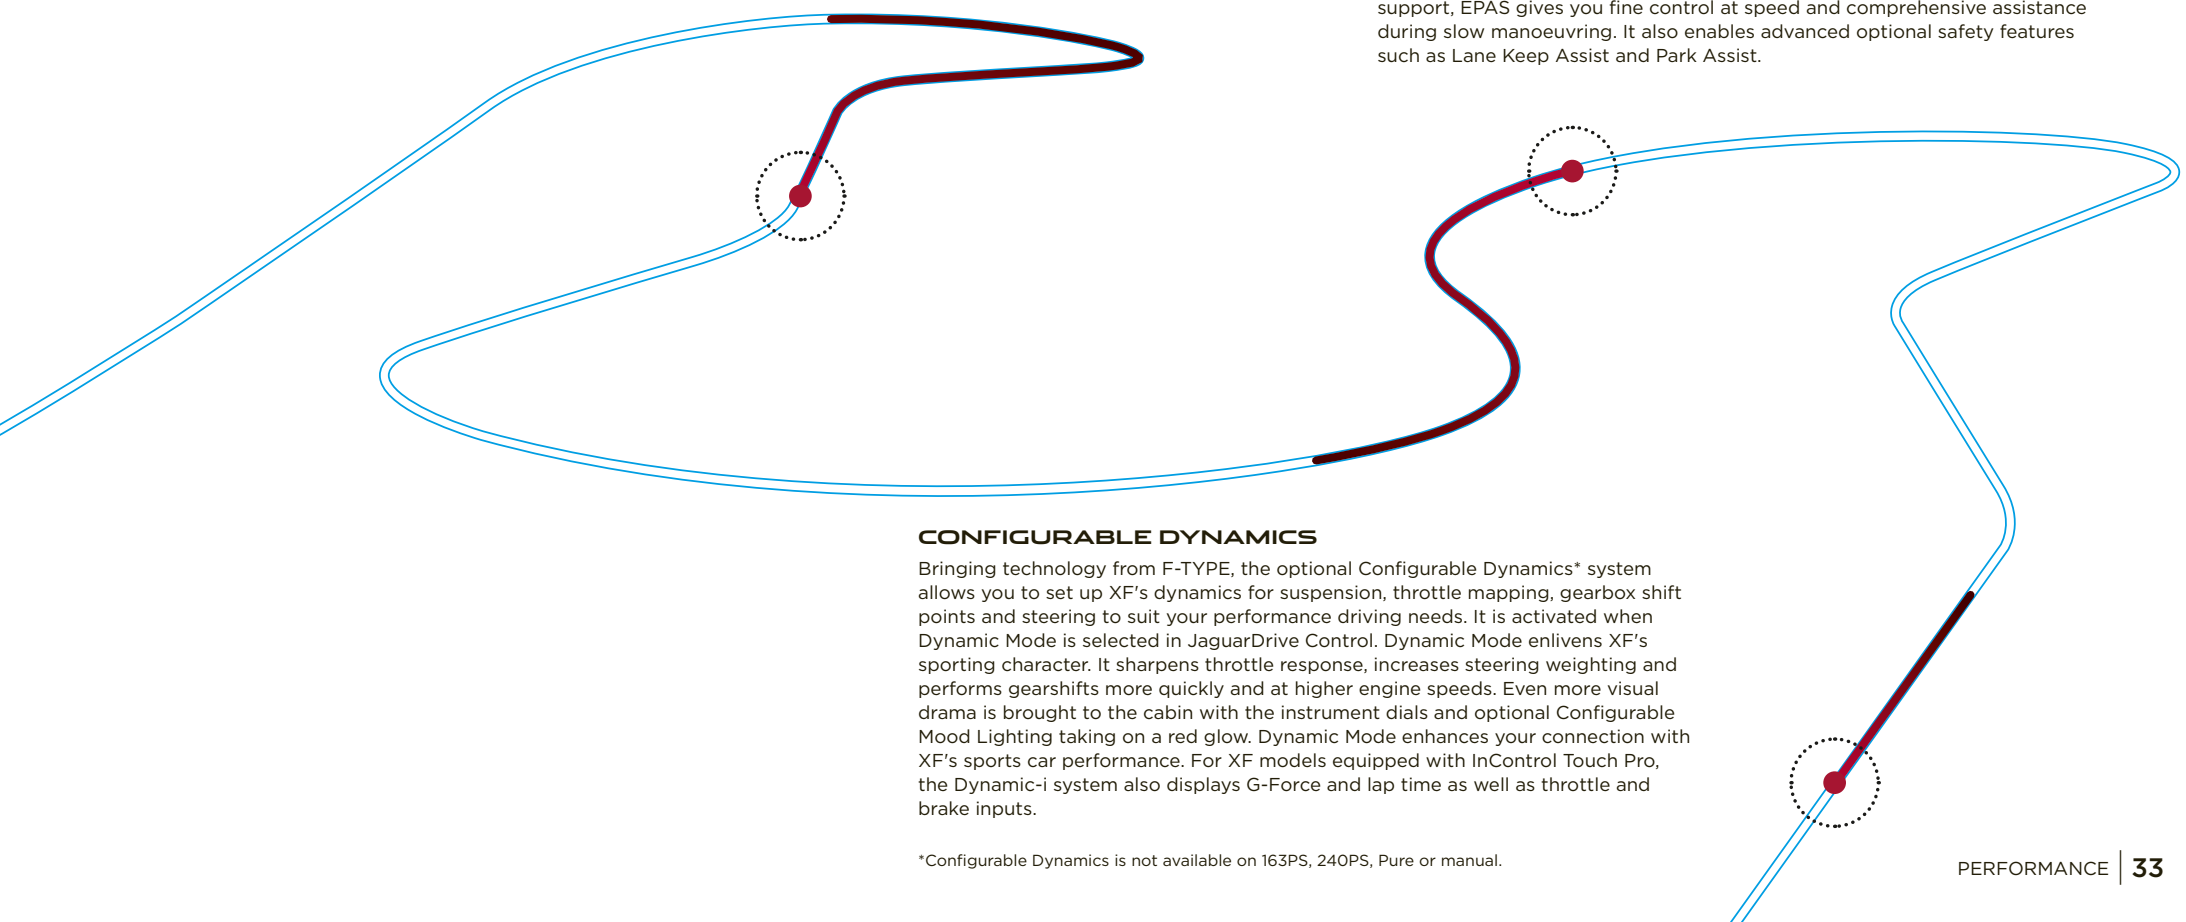 support, EPAS gives you fine control at speed and comprehensive assistance
during slow manoeuvring. It also enables advanced optional safety features
such as Lane Keep Assist and Park Assist.
CONFIGURABLE DYNAMICS
Bringing technology from F-TYPE, the optional Configurable Dynamics* system
allows you to set up XF's dynamics for suspension, throttle mapping, gearbox shift
points and steering to suit your performance driving needs. It is activated when
Dynamic Mode is selected in JaguarDrive Control. Dynamic Mode enlivens XF's
sporting character. It sharpens throttle response, increases steering weighting and
performs gearshifts more quickly and at higher engine speeds. Even more visual
drama is brought to the cabin with the instrument dials and optional Configurable
Mood Lighting taking on a red glow. Dynamic Mode enhances your connection with
XF's sports car performance. For XF models equipped with InControl Touch Pro,
the Dynamic-i system also displays G-Force and lap time as well as throttle and
brake inputs.
*Configurable Dynamics is not available on 163PS, 240PS, Pure or manual.
PERFORMANCE 33